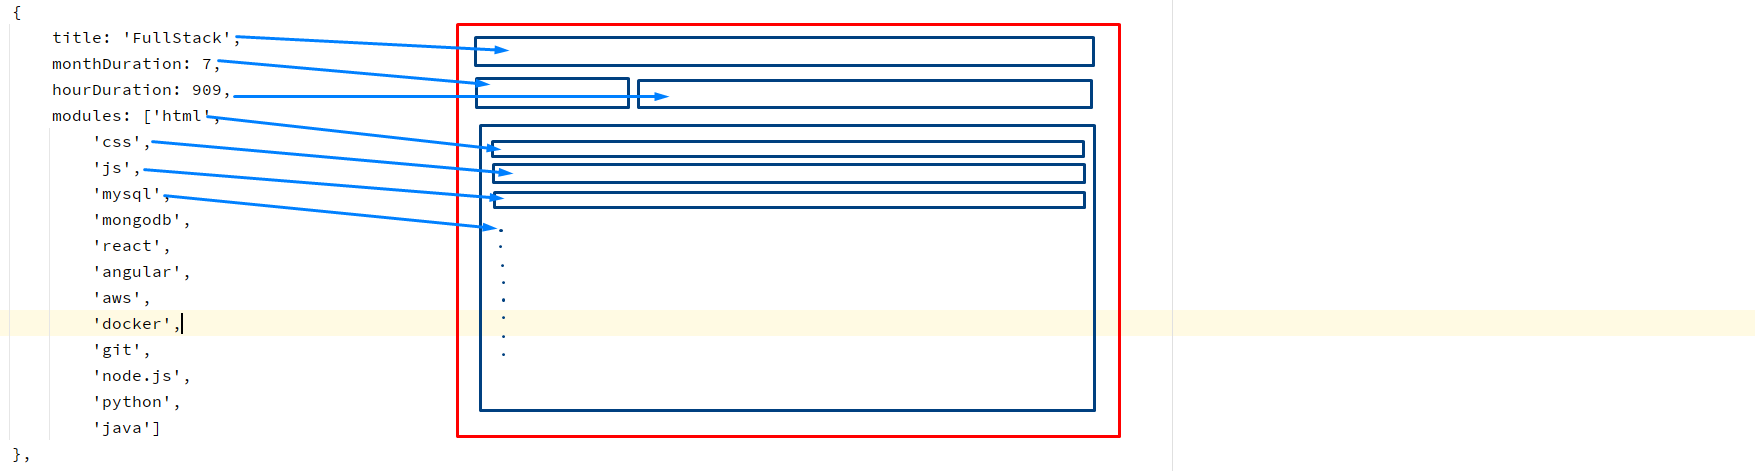 {
title: 'FullStack',
monthDuration: 7,
hourDuration: 909,
modules: ['html',
'css',
'js',
'mysql',
'mongodb',
'react',
'angular',
'aws',
'docker',
'git',
'node.js',
'python',
'java']
},